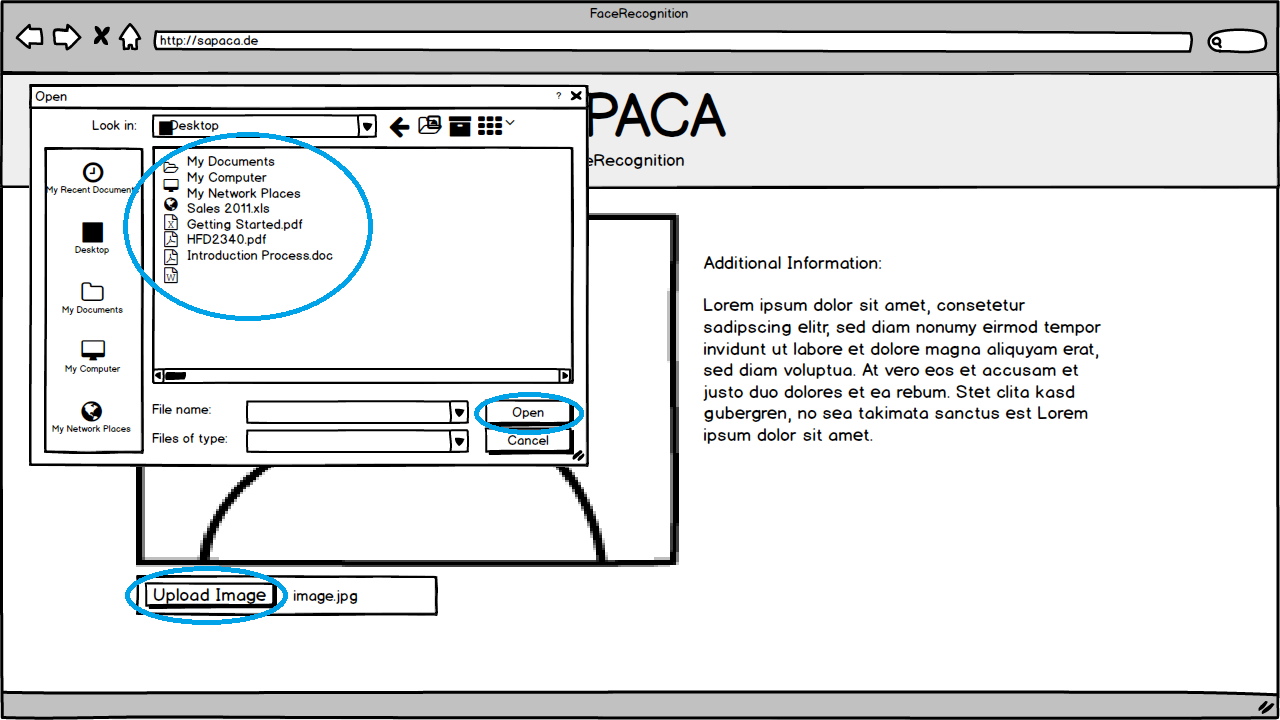 FaceRecognition
http://sapaca.de
Open ?
PACA
eRecognition
Look in: Desktop
My Recent Document
Desktop
My Documents
My Computer
My Network Places
My Documents
My Computer
My Network Places
Sales 2011.xls
Getting Started.pdf
HFD2340.pdf
Introduction Process.doc
File name:
Open
Files of type:
Cancel
Additional Information:
Lorem ipsum dolor sit amet, consetetur
sadipscing elitr, sed diam nonumy eirmod tempor
invidunt ut labore et dolore magna aliquyam erat,
sed diam voluptua. At vero eos et accusam et
justo duo dolores et ea rebum. Stet clita kasd
gubergren, no sea takimata sanctus est Lorem
ipsum dolor sit amet.
Upload Image image.jpg